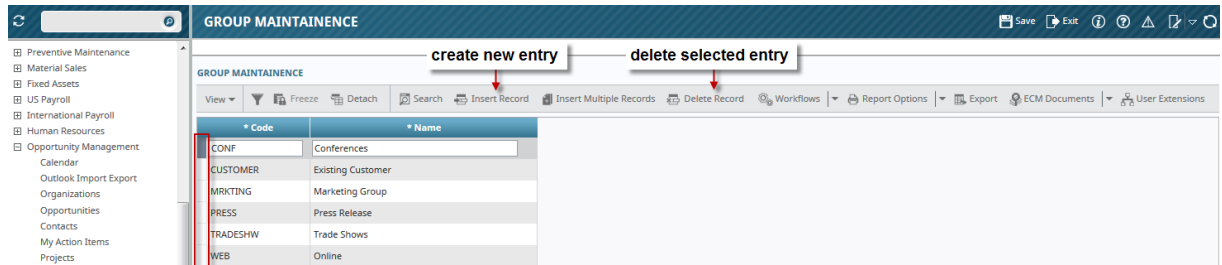 GROUP MAINTAINENCE
Save Exit
create new entry
delete selected entry
Preventive Maintenance
Material Sales
Fixed Assets
US Payroll
International Payroll
Human Resources
Opportunity Management
Calendar
Outlook Import Export
Organizations
Opportunities
Contacts
My Action Items
Projects
GROUP MAINTAINENCE
View Freeze Detach Search Insert Record Insert Multiple Records Delete Record Workflows Report Options Export ECM Documents User Extensions
* Code * Name
CONF Conferences
CUSTOMER Existing Customer
MRKTING Marketing Group
PRESS Press Release
TRADESHW Trade Shows
WEB Online